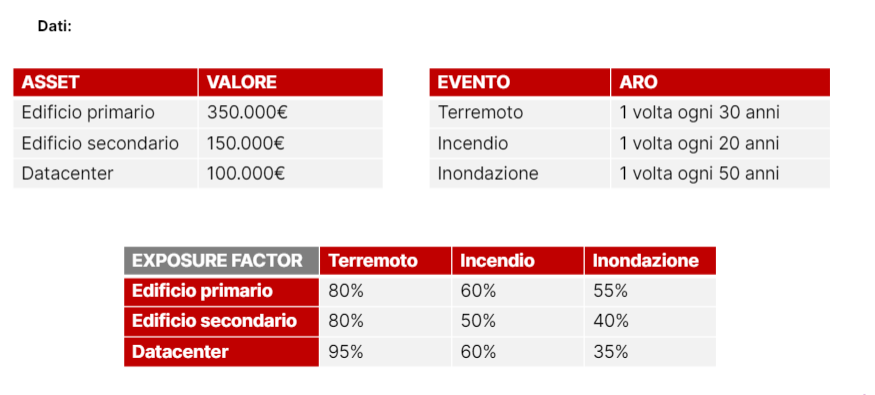 Dati:
ASSET VALORE
Edificio primario 350.000€
Edificio secondario 150.000€
Datacenter 100.000€
EVENTO ARO
Terremoto 1 volta ogni 30 anni
Incendio 1 volta ogni 20 anni
Inondazione 1 volta ogni 50 anni
EXPOSURE FACTOR Terremoto Incendio Inondazione
Edificio primario 80% 60% 55%
Edificio secondario 80% 50% 40%
Datacenter 95% 60% 35%